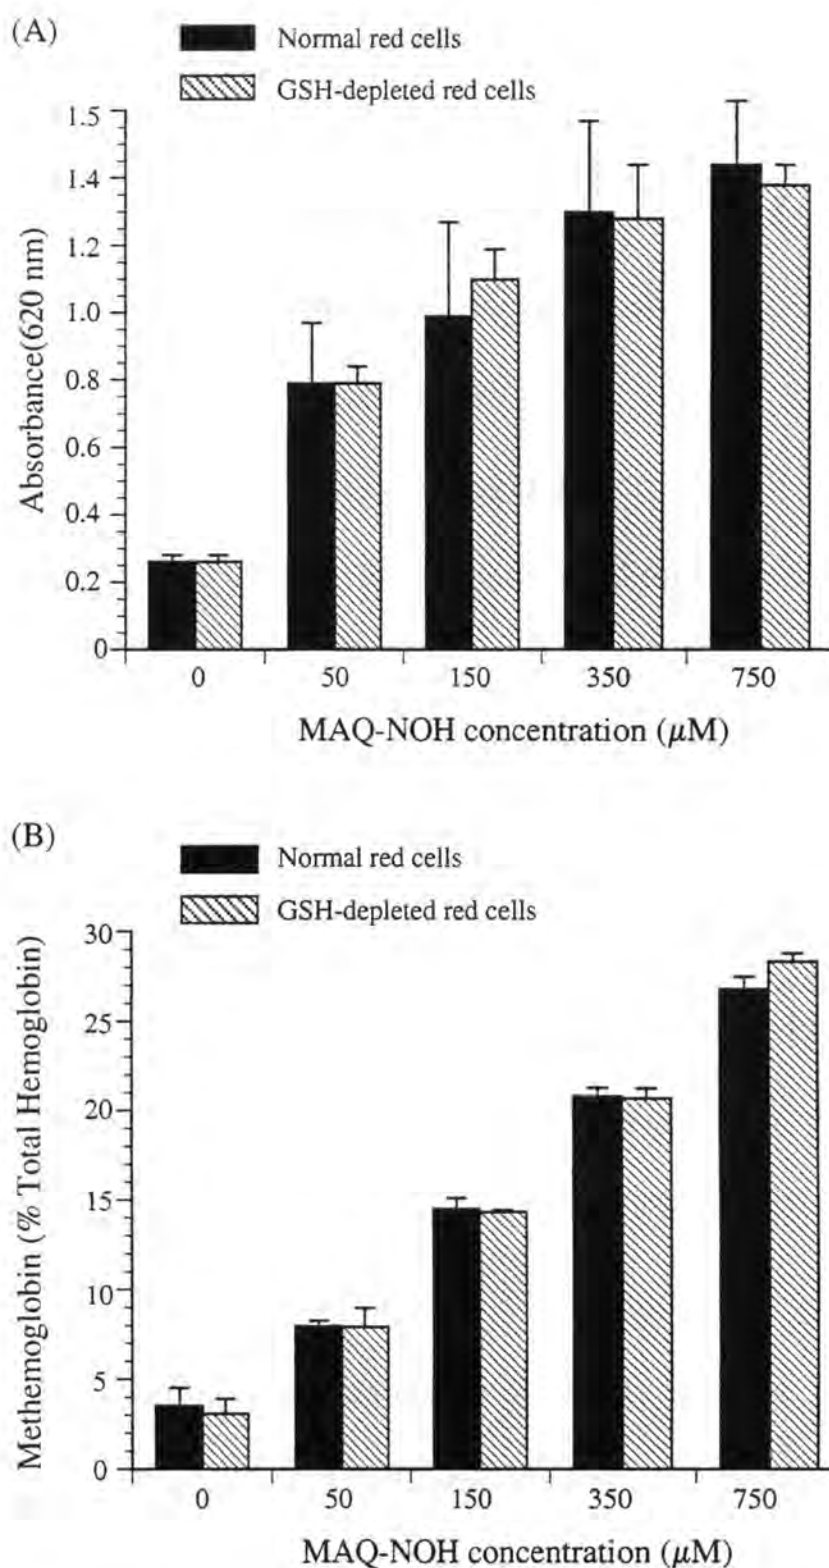 (A)
Normal red cells
GSH-depleted red cells
1.5
1.4
1.2
1.0
0.8
0.6
0.4
0.2
0
Absorbance(620 nm)
0 50 150 350 750
MAQ-NOH concentration (μM)
(B)
Normal red cells
GSH-depleted red cells
30
25
20
15
10
5
0
Methemoglobin (% Total Hemoglobin)
0 50 150 350 750
MAQ-NOH concentration (μM)